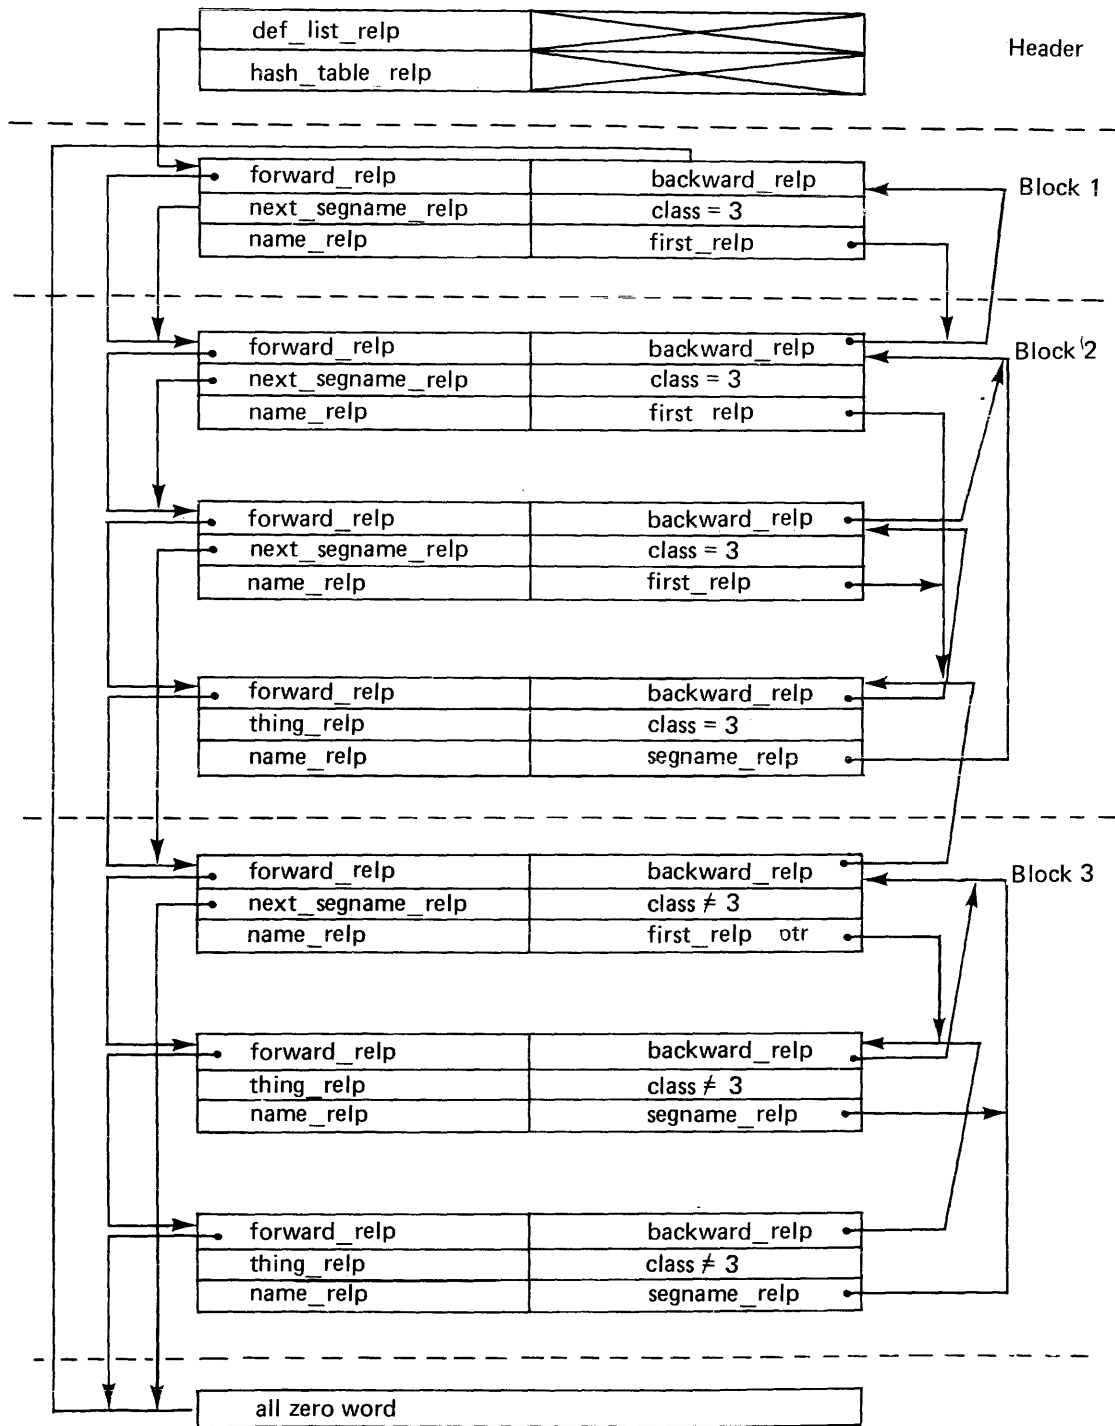 def_list_relp
Header
hash_table_relp
forward_relp backward_relp
Block 1
next_segname_relp class = 3
name_relp first_relp
forward_relp backward_relp
Block 2
next_segname_relp class = 3
name_relp first relp
forward_relp backward_relp
next_segname_relp class = 3
name_relp first_relp
forward_relp backward_relp
thing_relp class = 3
name_relp segname_relp
forward_relp backward_relp
Block 3
next_segname_relp class ≠ 3
name_relp first_relp ptr
forward_relp backward_relp
thing_relp class ≠ 3
name_relp segname_relp
forward_relp backward_relp
thing_relp class ≠ 3
name_relp segname_relp
all zero word